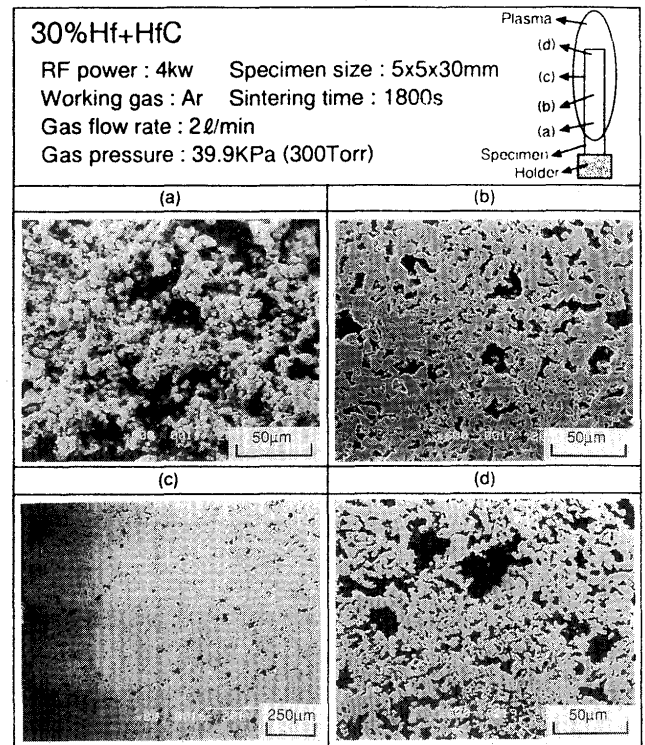 30%Hf+HfC
RF power : 4kw Specimen size : 5x5x30mm
Working gas : Ar Sintering time : 1800s
Gas flow rate : 2ℓ/min
Gas pressure : 39.9KPa (300Torr)
Plasma
(d)
(c)
(b)
(a)
Specimen
Holder
(a) (b)
50μm 50μm
(c) (d)
250μm 50μm